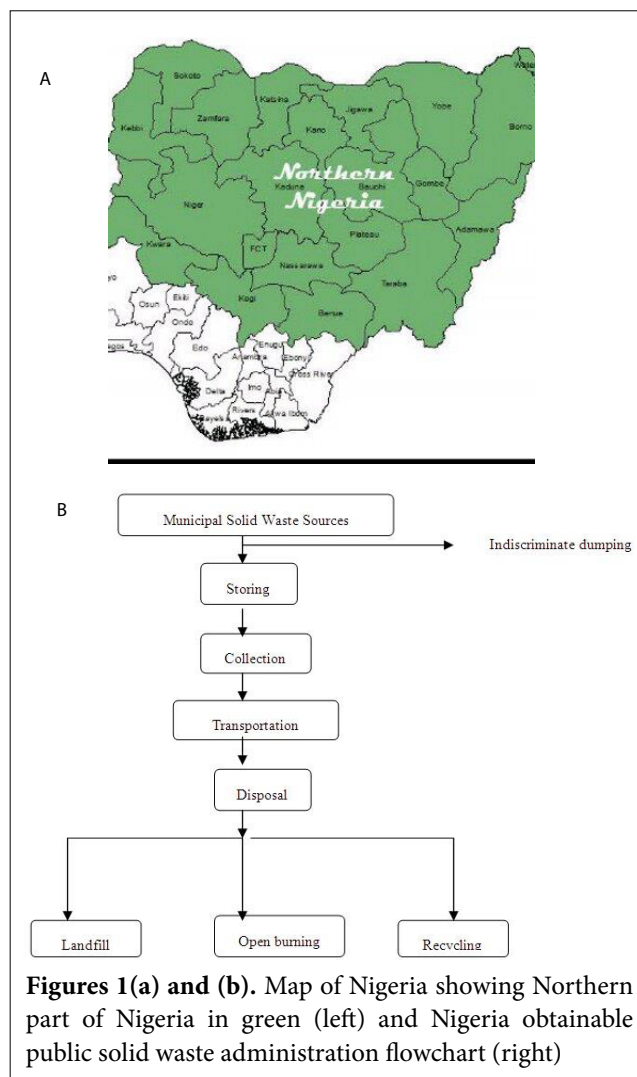 A
Sokoto
Katsina
Jigawa
Yobe
Zamfara
Kano
Kebbi
Borno
Northern
Nigeria
Kaduna
Bauchi
Gombe
Niger
Plateau
Adamawa
Kwara
FCT
Nassarawa
Taraba
Kogi
Benue
Osun
Ekiti
Ondo
Edo
Enugu
Anambra
Ebony
Cross River
Imo
Abia
Delta
Rivers
Akwa Ibom
B
Municipal Solid Waste Sources
Indiscriminate dumping
Storing
Collection
Transportation
Disposal
Landfill
Open burning
Recycling
Figures 1(a) and (b). Map of Nigeria showing Northern
part of Nigeria in green (left) and Nigeria obtainable
public solid waste administration flowchart (right)